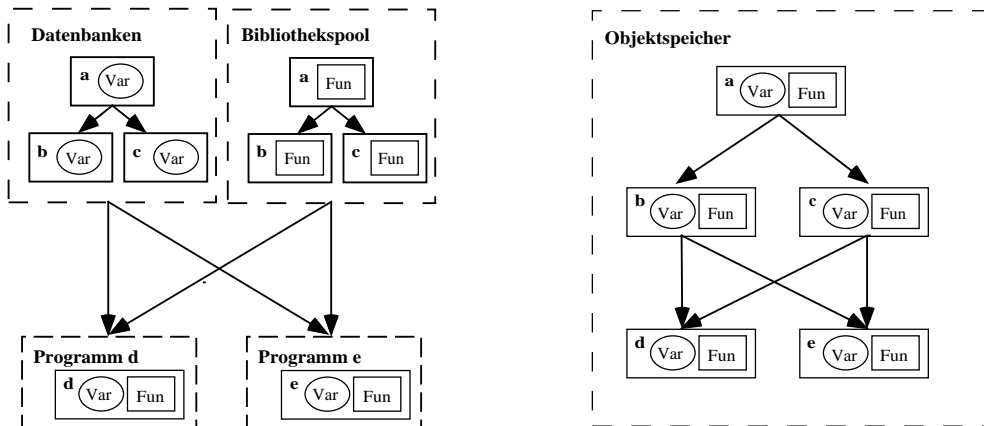 Datenbanken
a Var
b Var
c Var
Bibliothekspool
a Fun
b Fun
c Fun
Programm d
d Var Fun
Programm e
e Var Fun
Objektspeicher
a Var Fun
b Var Fun
c Var Fun
d Var Fun
e Var Fun